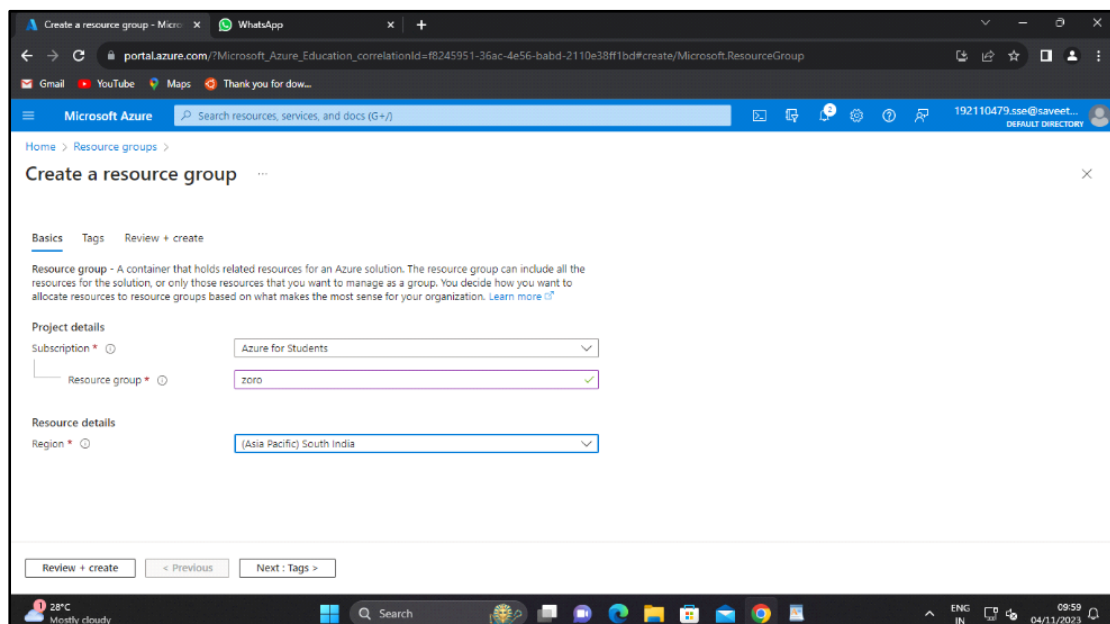 Create a resource group - Micro
WhatsApp
portal.azure.com/?Microsoft_Azure_Education_correlationId=f8245951-36ac-4e56-babd-2110e38ff1bd#create/Microsoft.ResourceGroup
Gmail YouTube Maps Thank you for dow...
Microsoft Azure
Search resources, services, and docs (G+/)
2
192110479.sse@saveet...
DEFAULT DIRECTORY
Home > Resource groups >
Create a resource group ...
Basics Tags Review + create
Resource group - A container that holds related resources for an Azure solution. The resource group can include all the
resources for the solution, or only those resources that you want to manage as a group. You decide how you want to
allocate resources to resource groups based on what makes the most sense for your organization. Learn more
Project details
Subscription * Azure for Students
Resource group * zoro
Resource details
Region * (Asia Pacific) South India
Review + create < Previous Next : Tags >
1 28°C
Mostly cloudy
Search
ENG
IN
09:59
04/11/2023